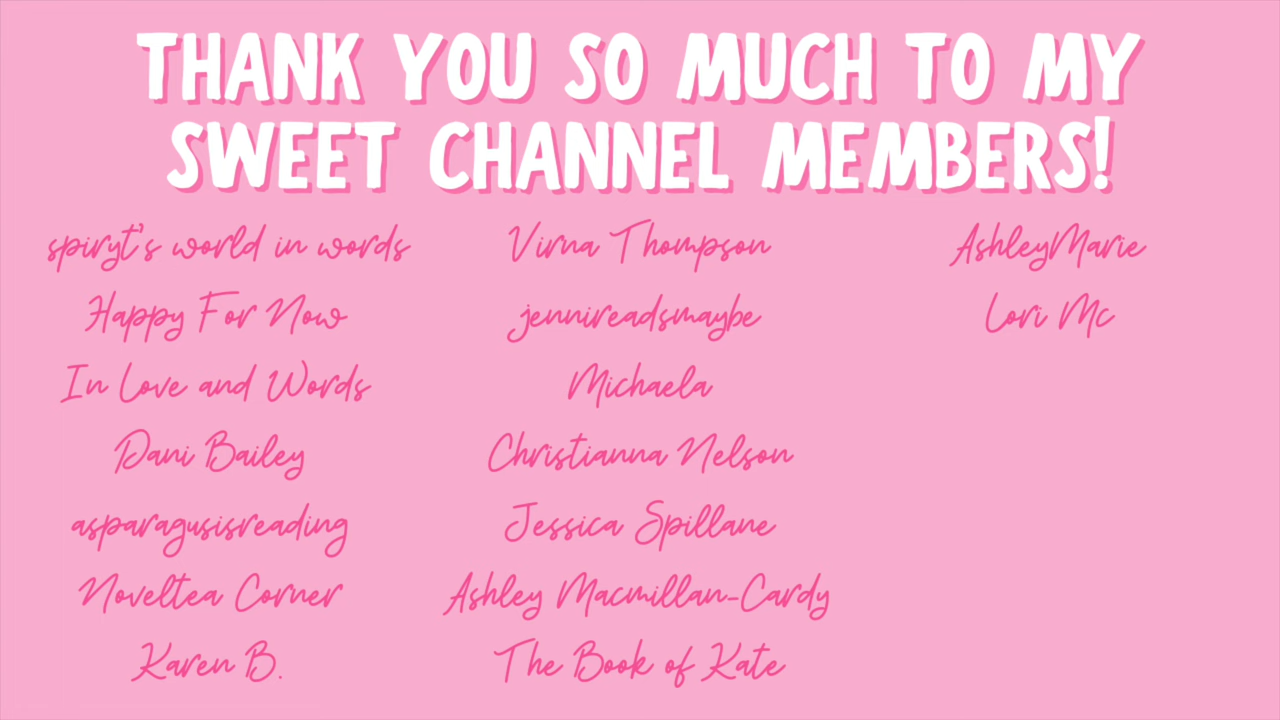 THANK YOU SO MUCH TO MY
SWEET CHANNEL MEMBERS!
spiryt's world in words
Happy For Now
In Love and Words
Dani Bailey
asparagusisreading
Noveltea Corner
Karen B.
Virna Thompson
jennireadsmaybe
Michaela
Christianna Nelson
Jessica Spillane
Ashley Macmillan-Cardy
The Book of Kate
AshleyMarie
Lori Mc